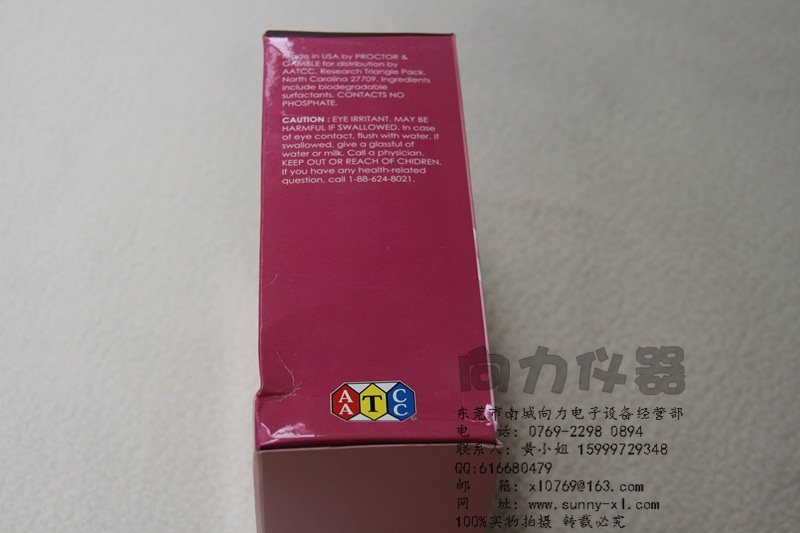 Made in USA by PROCTOR &
GAMBLE for distribution by
AATCC, Research Triangle Pack,
North Carolina 27709. Ingredients
include biodegradable
surfactants. CONTACTS NO
PHOSPHATE.
CAUTION : EYE IRRITANT, MAY BE
HARMFUL IF SWALLOWED. In case
of eye contact, flush with water. If
swallowed, give a glassful of
water or milk. Call a physician.
KEEP OUT OR REACH OF CHIDREN.
If you have any health-related
question, call 1-88-624-8021.
AATCC
向力仪器
东莞市南城向力电子设备经营部
电 话: 0769-2298 0894
联系人: 黄小姐 15999729348
QQ:616680479
邮 箱: xl0769@163.com
网 址: www.sunny-xl.com
100%实物拍摄 转载必究